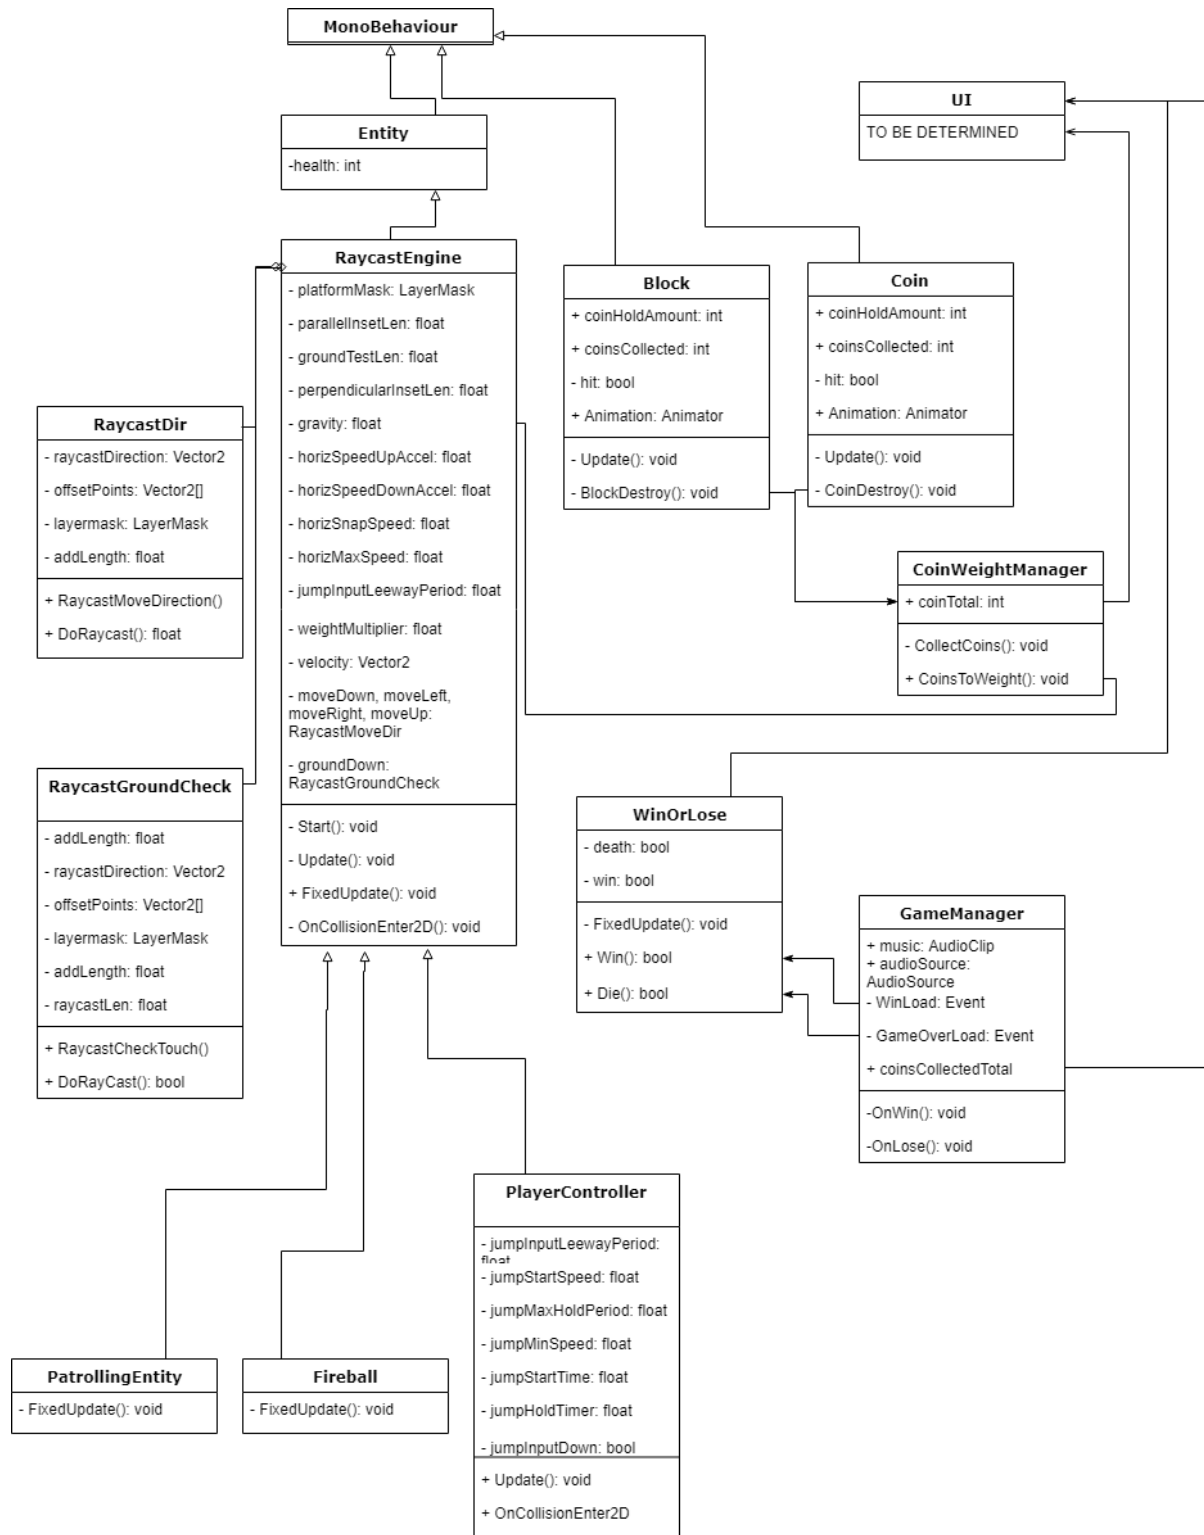 MonoBehaviour
UI
TO BE DETERMINED
Entity
-health: int
RaycastEngine
- platformMask: LayerMask
- parallelInsetLen: float
- groundTestLen: float
- perpendicularInsetLen: float
- gravity: float
- horizSpeedUpAccel: float
- horizSpeedDownAccel: float
- horizSnapSpeed: float
- horizMaxSpeed: float
- jumpInputLeewayPeriod: float
- weightMultiplier: float
- velocity: Vector2
- moveDown, moveLeft,
moveRight, moveUp:
RaycastMoveDir
- groundDown:
RaycastGroundCheck
- Start(): void
- Update(): void
+ FixedUpdate(): void
- OnCollisionEnter2D(): void
Block
+ coinHoldAmount: int
+ coinsCollected: int
- hit: bool
+ Animation: Animator
- Update(): void
- BlockDestroy(): void
Coin
+ coinHoldAmount: int
+ coinsCollected: int
- hit: bool
+ Animation: Animator
- Update(): void
- CoinDestroy(): void
RaycastDir
- raycastDirection: Vector2
- offsetPoints: Vector2[]
- layermask: LayerMask
- addLength: float
+ RaycastMoveDirection()
+ DoRaycast(): float
CoinWeightManager
+ coinTotal: int
- CollectCoins(): void
+ CoinsToWeight(): void
RaycastGroundCheck
- addLength: float
- raycastDirection: Vector2
- offsetPoints: Vector2[]
- layermask: LayerMask
- addLength: float
- raycastLen: float
+ RaycastCheckTouch()
+ DoRayCast(): bool
WinOrLose
- death: bool
- win: bool
- FixedUpdate(): void
+ Win(): bool
+ Die(): bool
GameManager
+ music: AudioClip
+ audioSource:
AudioSource
- WinLoad: Event
- GameOverLoad: Event
+ coinsCollectedTotal
-OnWin(): void
-OnLose(): void
PlayerController
- jumpInputLeewayPeriod:
float
- jumpStartSpeed: float
- jumpMaxHoldPeriod: float
- jumpMinSpeed: float
- jumpStartTime: float
- jumpHoldTimer: float
- jumpInputDown: bool
+ Update(): void
+ OnCollisionEnter2D
PatrollingEntity
- FixedUpdate(): void
Fireball
- FixedUpdate(): void